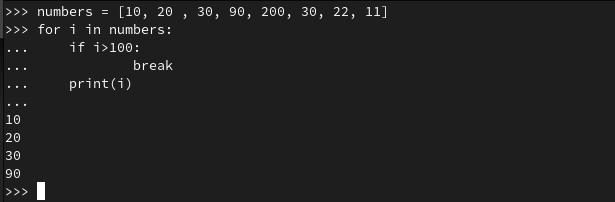 >>> numbers = [10, 20 , 30, 90, 200, 30, 22, 11]
>>> for i in numbers:
...     if i>100:
...             break
...     print(i)
...
10
20
30
90
>>>